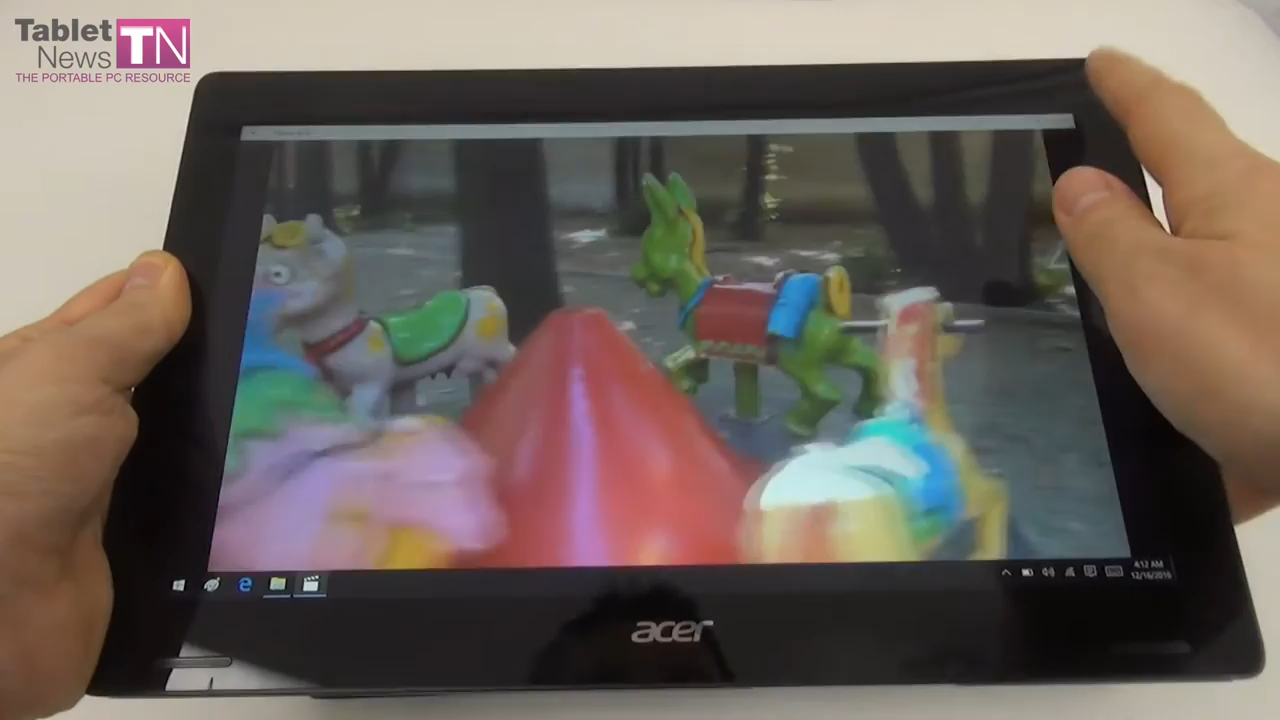 Tablet
News TN
THE PORTABLE PC RESOURCE
4:12 AM
12/16/2016
acer